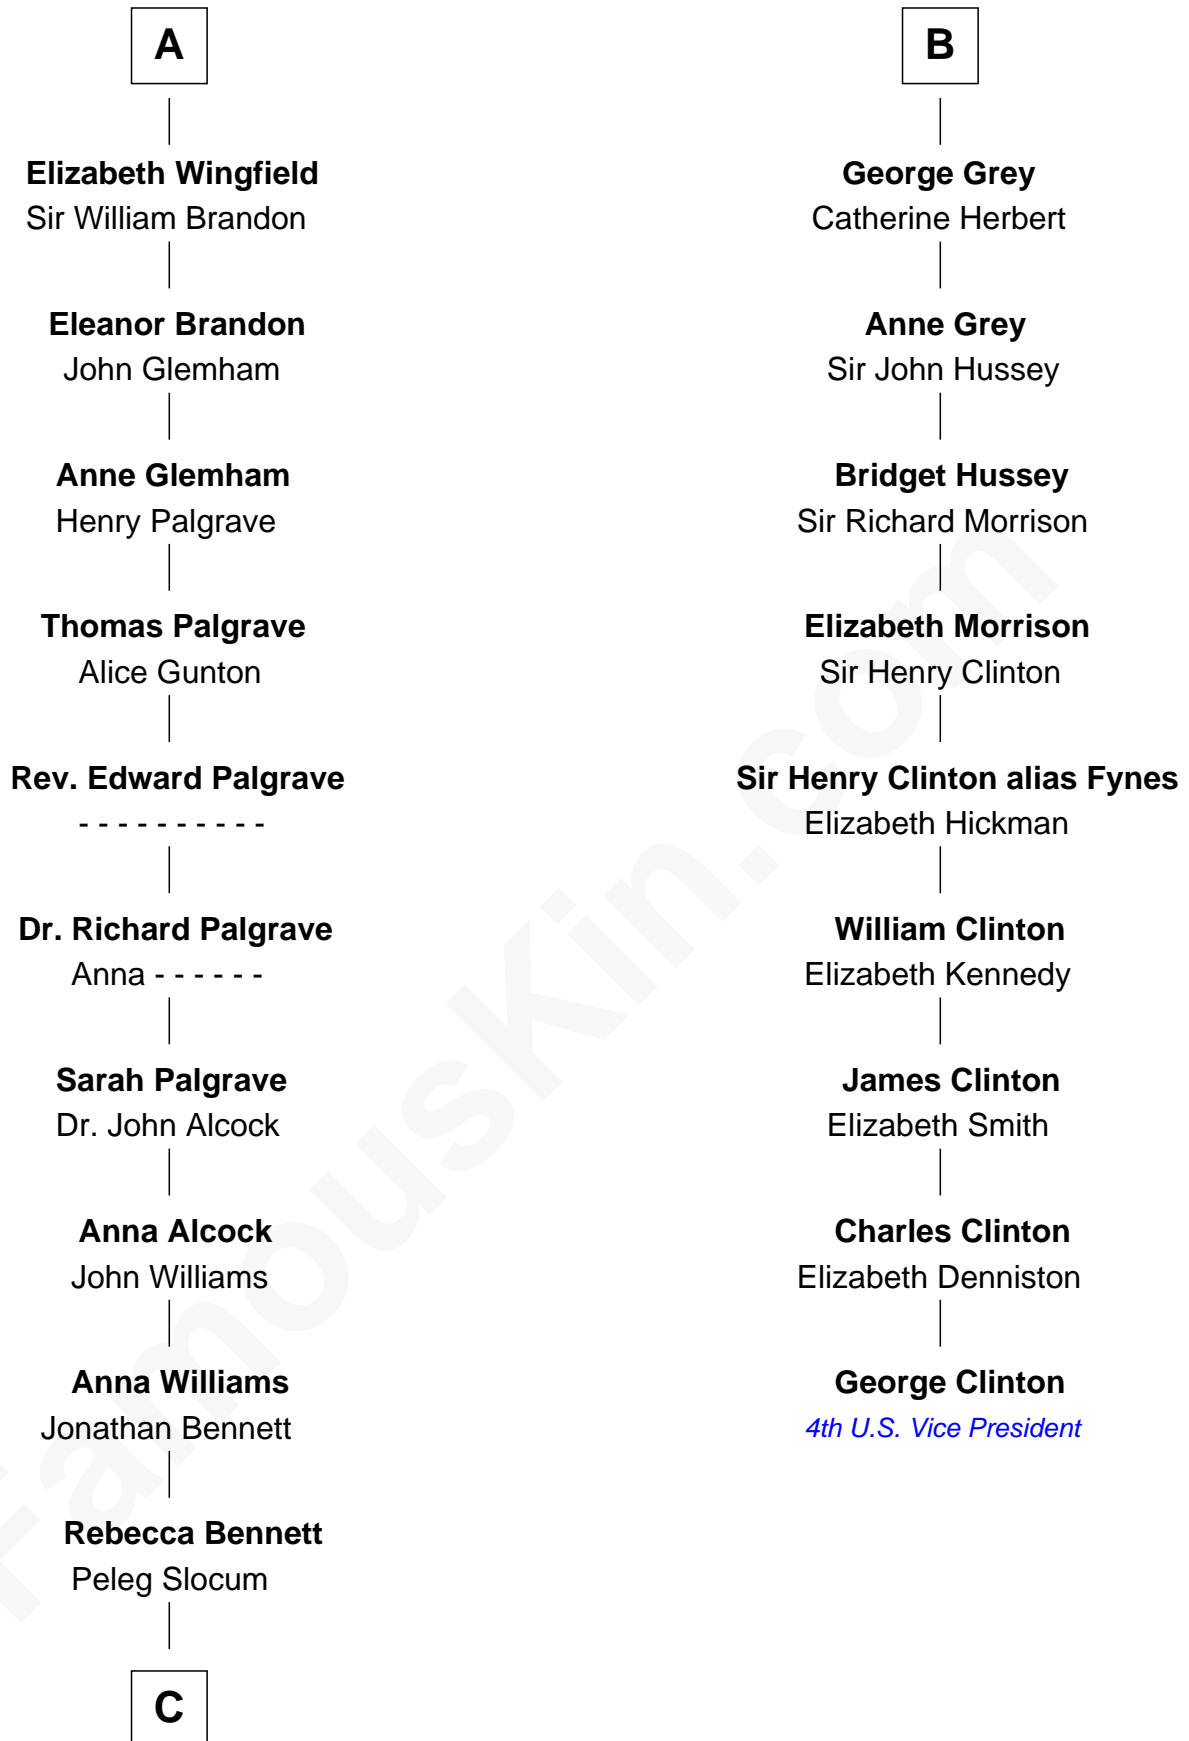 A
Elizabeth Wingfield
Sir William Brandon
Eleanor Brandon
John Glemham
Anne Glemham
Henry Palgrave
Thomas Palgrave
Alice Gunton
Rev. Edward Palgrave
- - - - - - - - - -
Dr. Richard Palgrave
Anna - - - - - -
Sarah Palgrave
Dr. John Alcock
Anna Alcock
John Williams
Anna Williams
Jonathan Bennett
Rebecca Bennett
Peleg Slocum
C
B
George Grey
Catherine Herbert
Anne Grey
Sir John Hussey
Bridget Hussey
Sir Richard Morrison
Elizabeth Morrison
Sir Henry Clinton
Sir Henry Clinton alias Fynes
Elizabeth Hickman
William Clinton
Elizabeth Kennedy
James Clinton
Elizabeth Smith
Charles Clinton
Elizabeth Denniston
George Clinton
4th U.S. Vice President
FamousKin.com